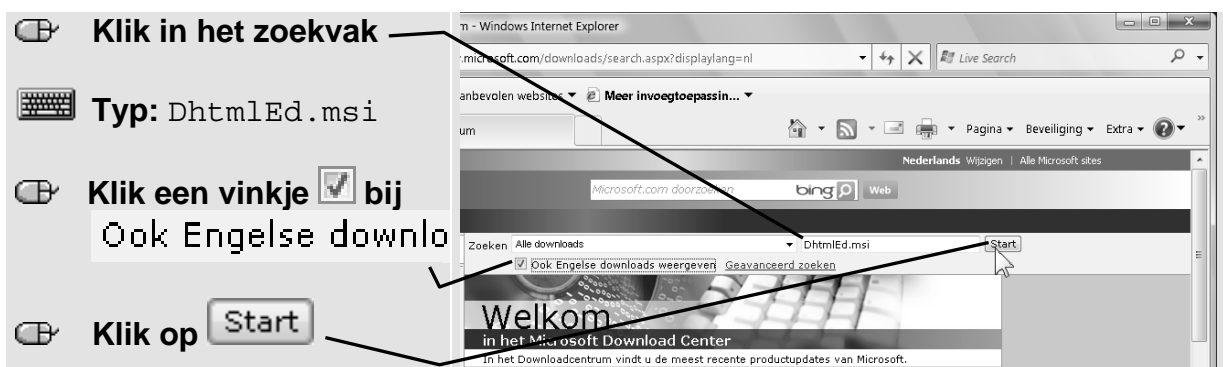 Klik in het zoekvak
Typ: DhtmlEd.msi
Klik een vinkje bij
Ook Engelse downlo
Klik op Start
m - Windows Internet Explorer
.microsoft.com/downloads/search.aspx?displaylang=nl
Live Search
anbevolen websites Meer invoegtoepassin...
um
Pagina Beveiliging Extra
Nederlands Wijzigen | Alle Microsoft sites
Microsoft.com doorzoeken bing Web
Zoeken Alle downloads DhtmlEd.msi Start
Ook Engelse downloads weergeven Geavanceerd zoeken
Welkom
in het Microsoft Download Center
In het Downloadcentrum vindt u de meest recente productupdates van Microsoft.